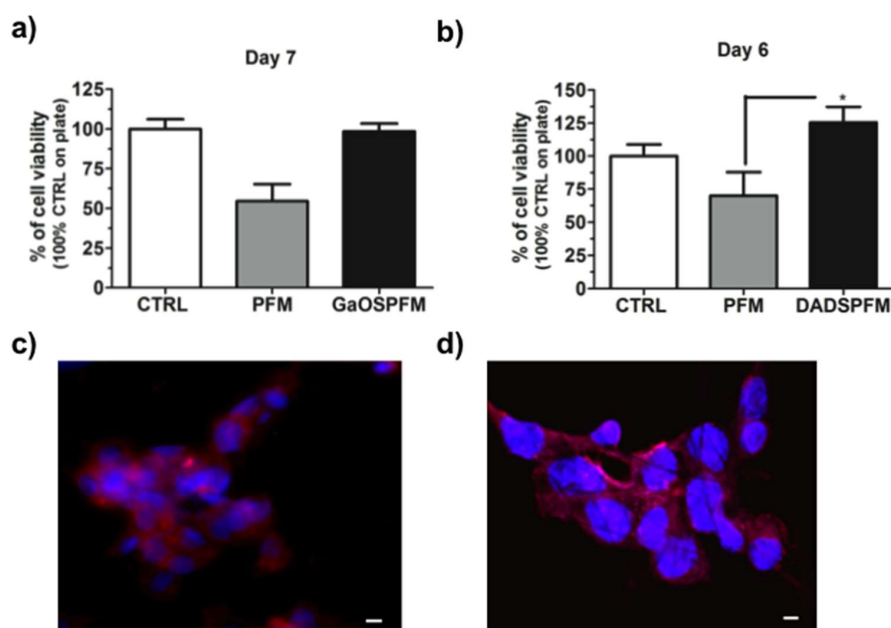 a)
Day 7
% of cell viability
(100% CTRL on plate)
125
100
75
50
25
0
CTRL PFM GaOSPFM
b)
Day 6
% of cell viability
(100% CTRL on plate)
150
125
100
75
50
25
0
*
CTRL PFM DADSPFM
c)
d)